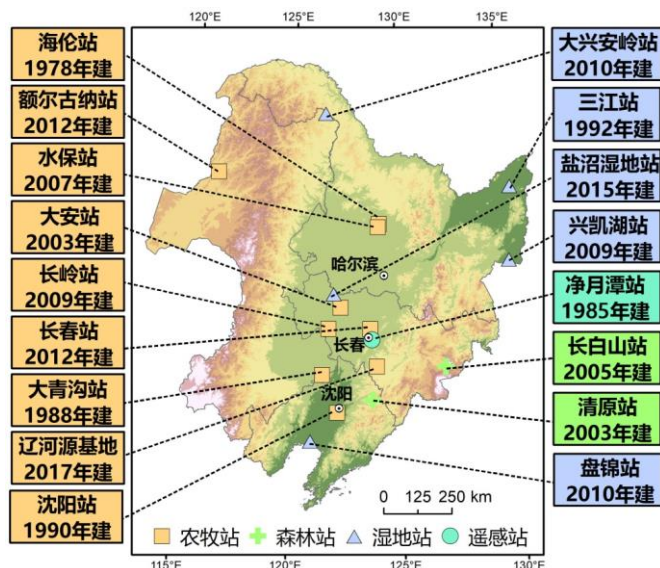 120°E
125°E
130°E
135°E
海伦站
1978年建
额尔古纳站
2012年建
水保站
2007年建
大安站
2003年建
长岭站
2009年建
长春站
2012年建
大青沟站
1988年建
辽河源基地
2017年建
沈阳站
1990年建
哈尔滨
长春
沈阳
大兴安岭站
2010年建
三江站
1992年建
盐沼湿地站
2015年建
兴凯湖站
2009年建
净月潭站
1985年建
长白山站
2005年建
清原站
2003年建
盘锦站
2010年建
0 125 250 km
农牧站 森林站 湿地站 遥感站
115°E
120°E
125°E
130°E